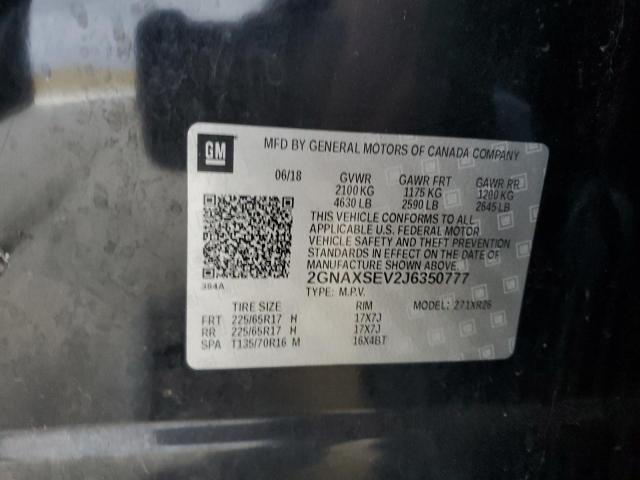 GM MFD BY GENERAL MOTORS OF CANADA COMPANY
06/18 GVWR GAWR FRT GAWR RR
2100 KG 1175 KG 1200 KG
4630 LB 2590 LB 2645 LB
THIS VEHICLE CONFORMS TO ALL
APPLICABLE U.S. FEDERAL MOTOR
VEHICLE SAFETY AND THEFT PREVENTION
STANDARDS IN EFFECT ON THE DATE OF
MANUFACTURE SHOWN ABOVE.
384A 2GNAXSEV2J6350777
TYPE: M.P.V. MODEL: 271XR26
TIRE SIZE RIM
FRT 225/65R17 H 17X7J
RR 225/65R17 H 17X7J
SPA T135/70R16 M 16X4BT